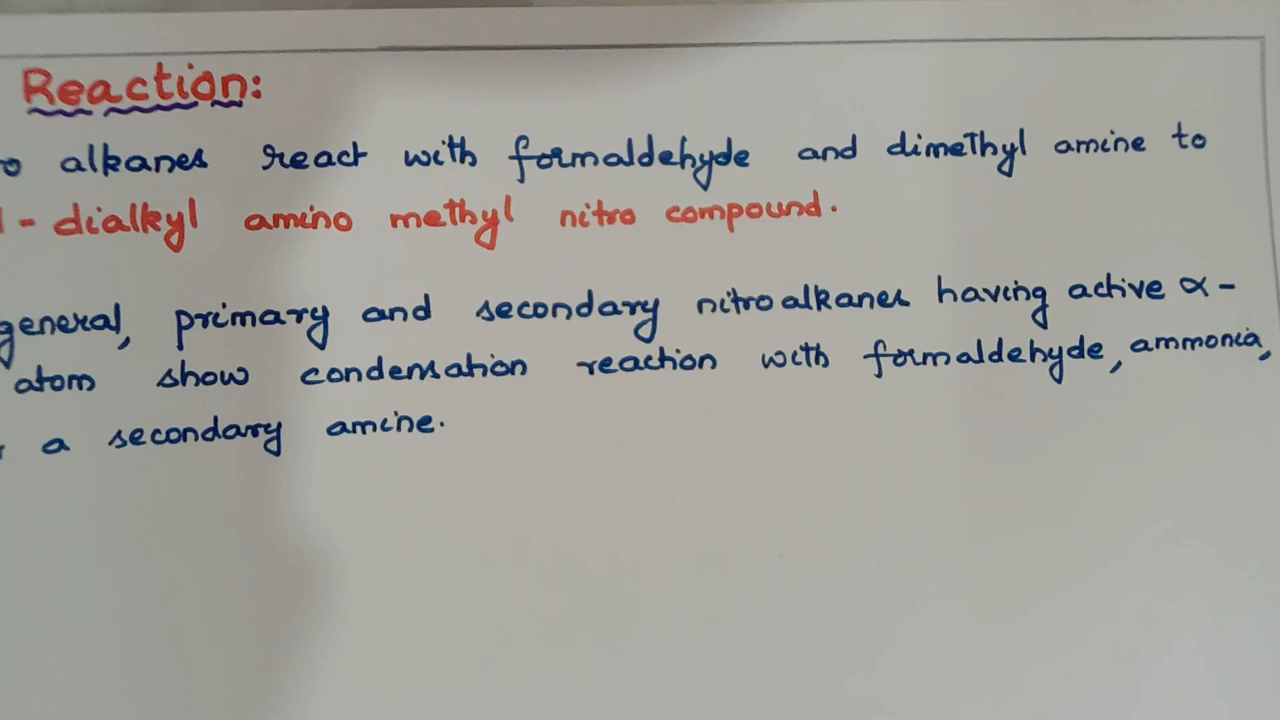 Reaction:
o alkanes react with formaldehyde and dimethyl amine to
- dialkyl amino methyl nitro compound.
general, primary and secondary nitroalkanes having active α-
atom show condensation reaction with formaldehyde, ammonia,
a secondary amine.